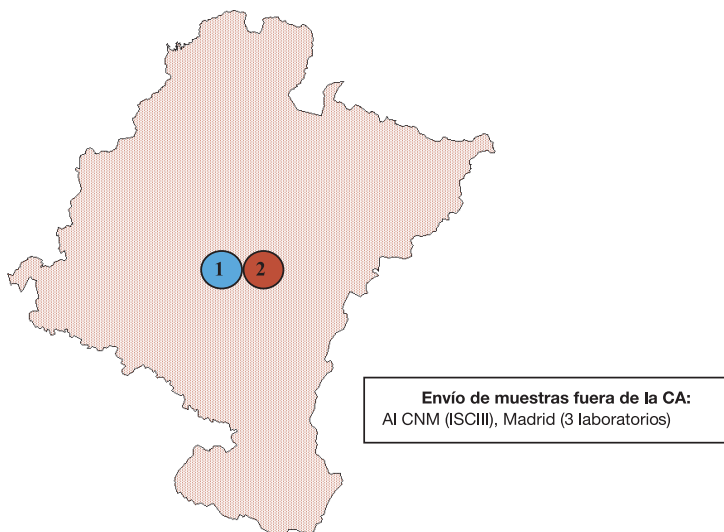 1 2
Envío de muestras fuera de la CA:
Al CNM (ISCIII), Madrid (3 laboratorios)